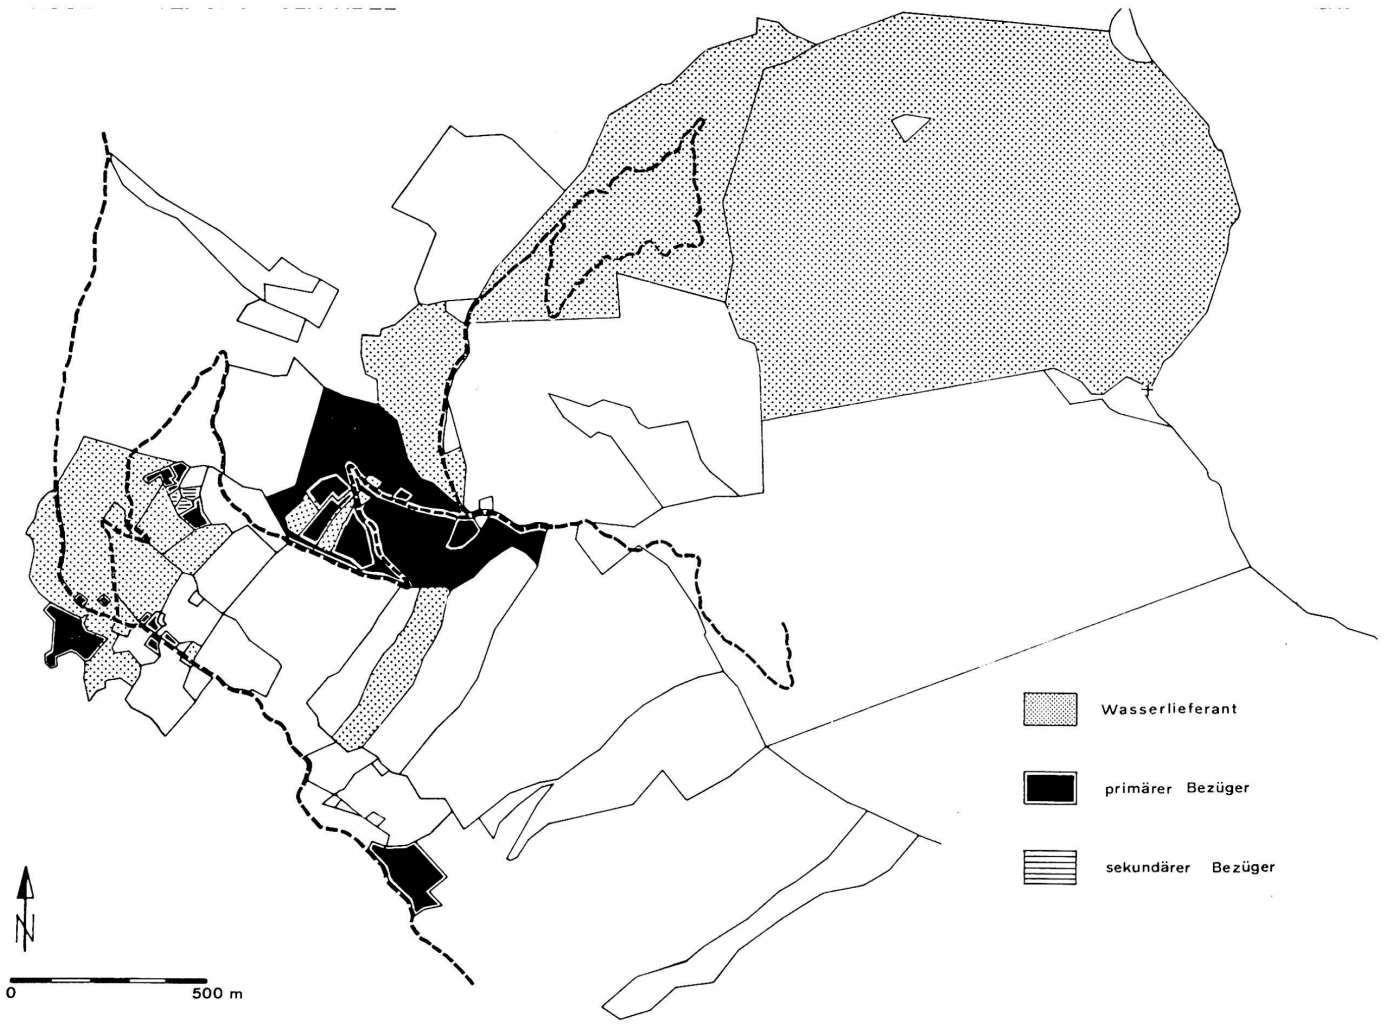 Wasserlieferant
primärer Bezüger
sekundärer Bezüger
N
0 500 m